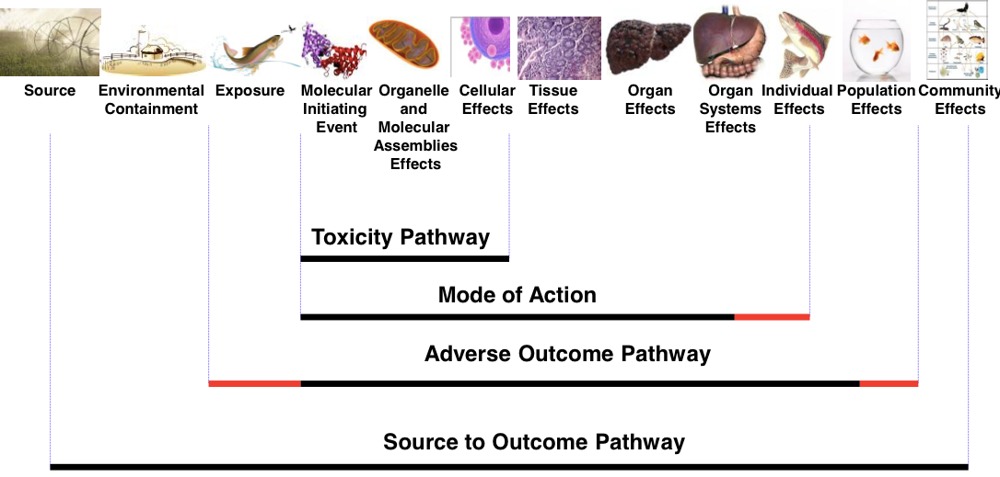 Source
Environmental
Containment
Exposure
Molecular
Initiating
Event
Organelle
and
Molecular
Assemblies
Effects
Cellular
Effects
Tissue
Effects
Organ
Effects
Organ
Systems
Effects
Individual
Effects
Population
Effects
Community
Effects
Toxicity Pathway
Mode of Action
Adverse Outcome Pathway
Source to Outcome Pathway